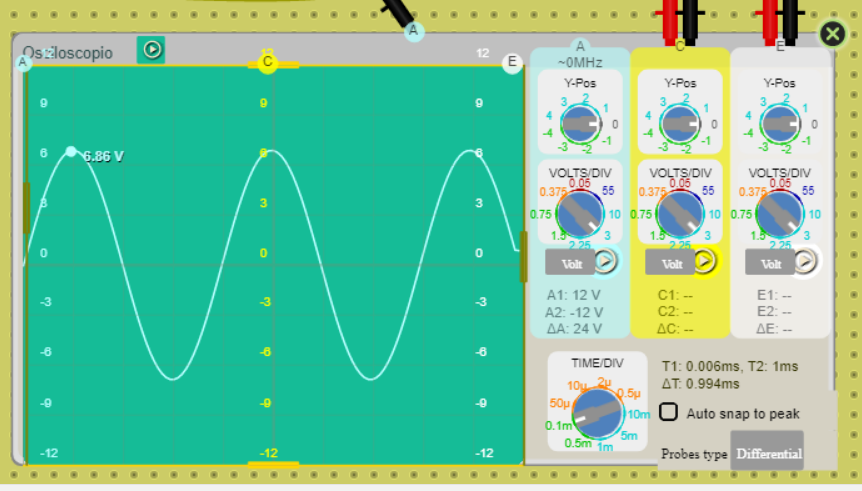 A
Osciloscopio
A 12 12 C 12 E
9 9 9
6 6 6
6.86 V
3 3 3
0 0 0
-3 -3 -3
-6 -6 -6
-9 -9 -9
-12 -12 -12
A C E
~0MHz
Y-Pos Y-Pos Y-Pos
4 3 2 1 0 -1 -2 -3 -4
4 3 2 1 0 -1 -2 -3 -4
4 3 2 1 0 -1 -2 -3 -4
VOLTS/DIV VOLTS/DIV VOLTS/DIV
0.05 55 10 3 2.25 1.5 0.75 0.375
0.05 55 10 3 2.25 1.5 0.75 0.375
0.05 55 10 3 2.25 1.5 0.75 0.375
Volt Volt Volt
A1: 12 V C1: -- E1: --
A2: -12 V C2: -- E2: --
ΔA: 24 V ΔC: -- ΔE: --
TIME/DIV
10µ 2µ 0.5µ
50µ 10m
0.1m 5m
0.5m 1m
T1: 0.006ms, T2: 1ms
ΔT: 0.994ms
Auto snap to peak
Probes type Differential